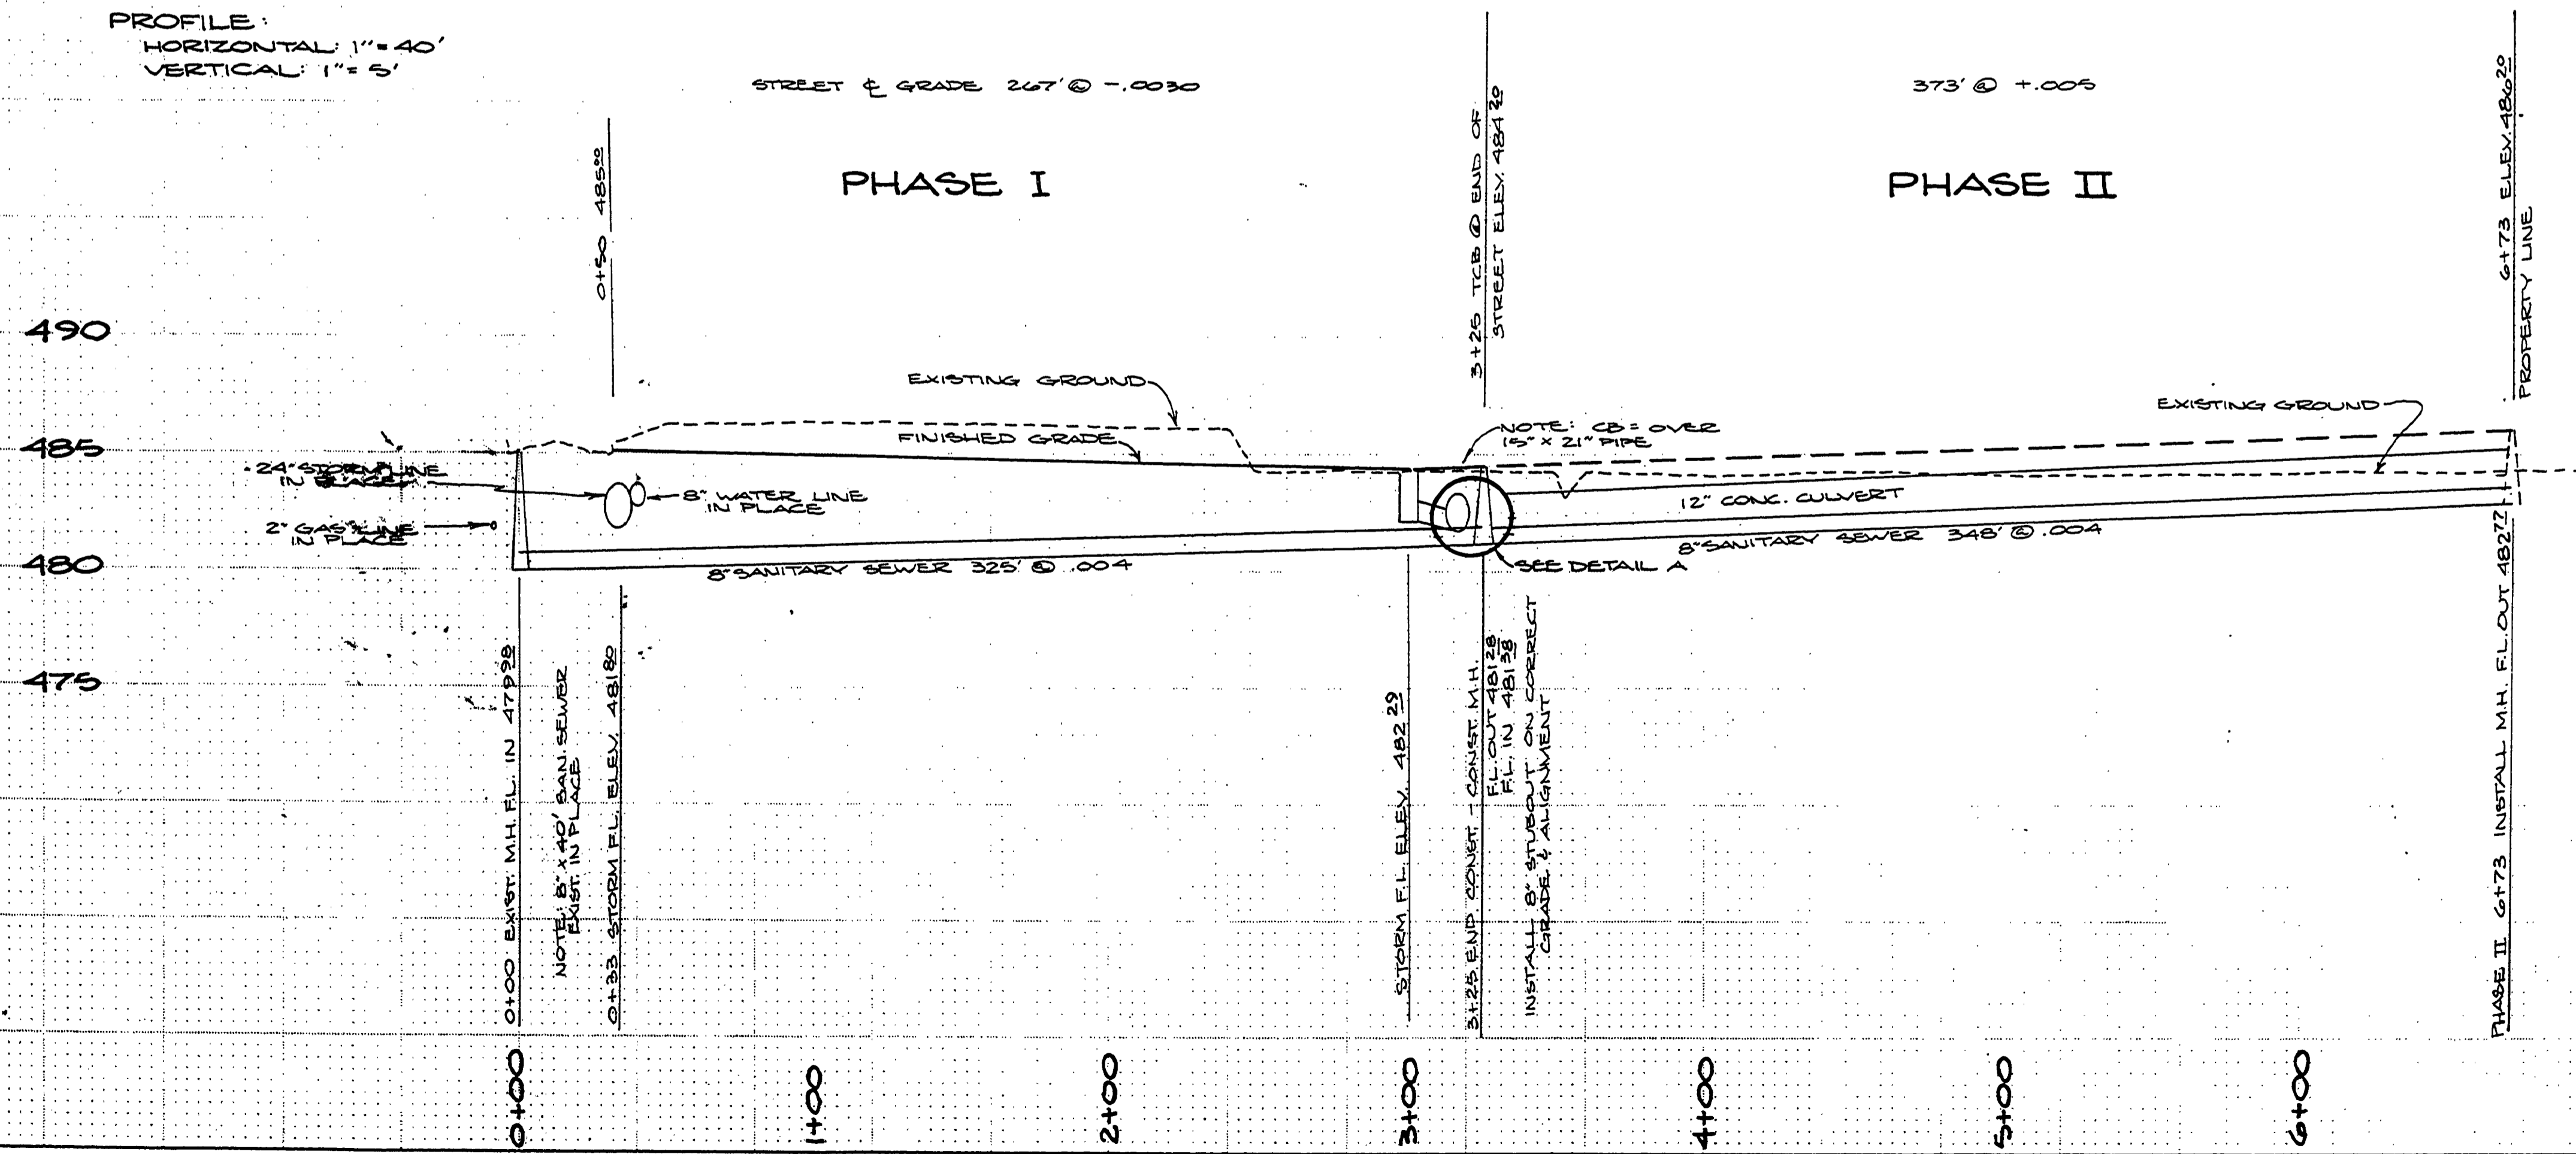 PROFILE:
HORIZONTAL: 1" = 40'
VERTICAL: 1" = 5'
STREET ℄ GRADE 267' @ -.0030
373' @ +.005
PHASE I
PHASE II
0+50 485.00
3+25 TCB @ END OF
STREET ELEV. 484.20
6+73 ELEV. 486.20
PROPERTY LINE
490
485
480
475
EXISTING GROUND
FINISHED GRADE
NOTE: CB = OVER
15" X 21" PIPE
EXISTING GROUND
24" STORM LINE
IN PLACE
8" WATER LINE
IN PLACE
2" GAS LINE
IN PLACE
12" CONC. CULVERT
8" SANITARY SEWER 325' @ .004
8" SANITARY SEWER 348' @ .004
SEE DETAIL A
0+00 EXIST. M.H. F.L. IN 479.98
NOTE: 8" X 40' SAN. SEWER
EXIST. IN PLACE
0+33 STORM F.L. ELEV. 481.80
STORM F.L. ELEV. 482.29
3+25 END CONST. - CONST. M.H.
F.L. OUT 481.28
F.L. IN 481.38
INSTALL 8" STUBOUT ON CORRECT
GRADE & ALIGNMENT
PHASE II 6+73 INSTALL M.H. F.L. OUT 482.77
0+00
1+00
2+00
3+00
4+00
5+00
6+00